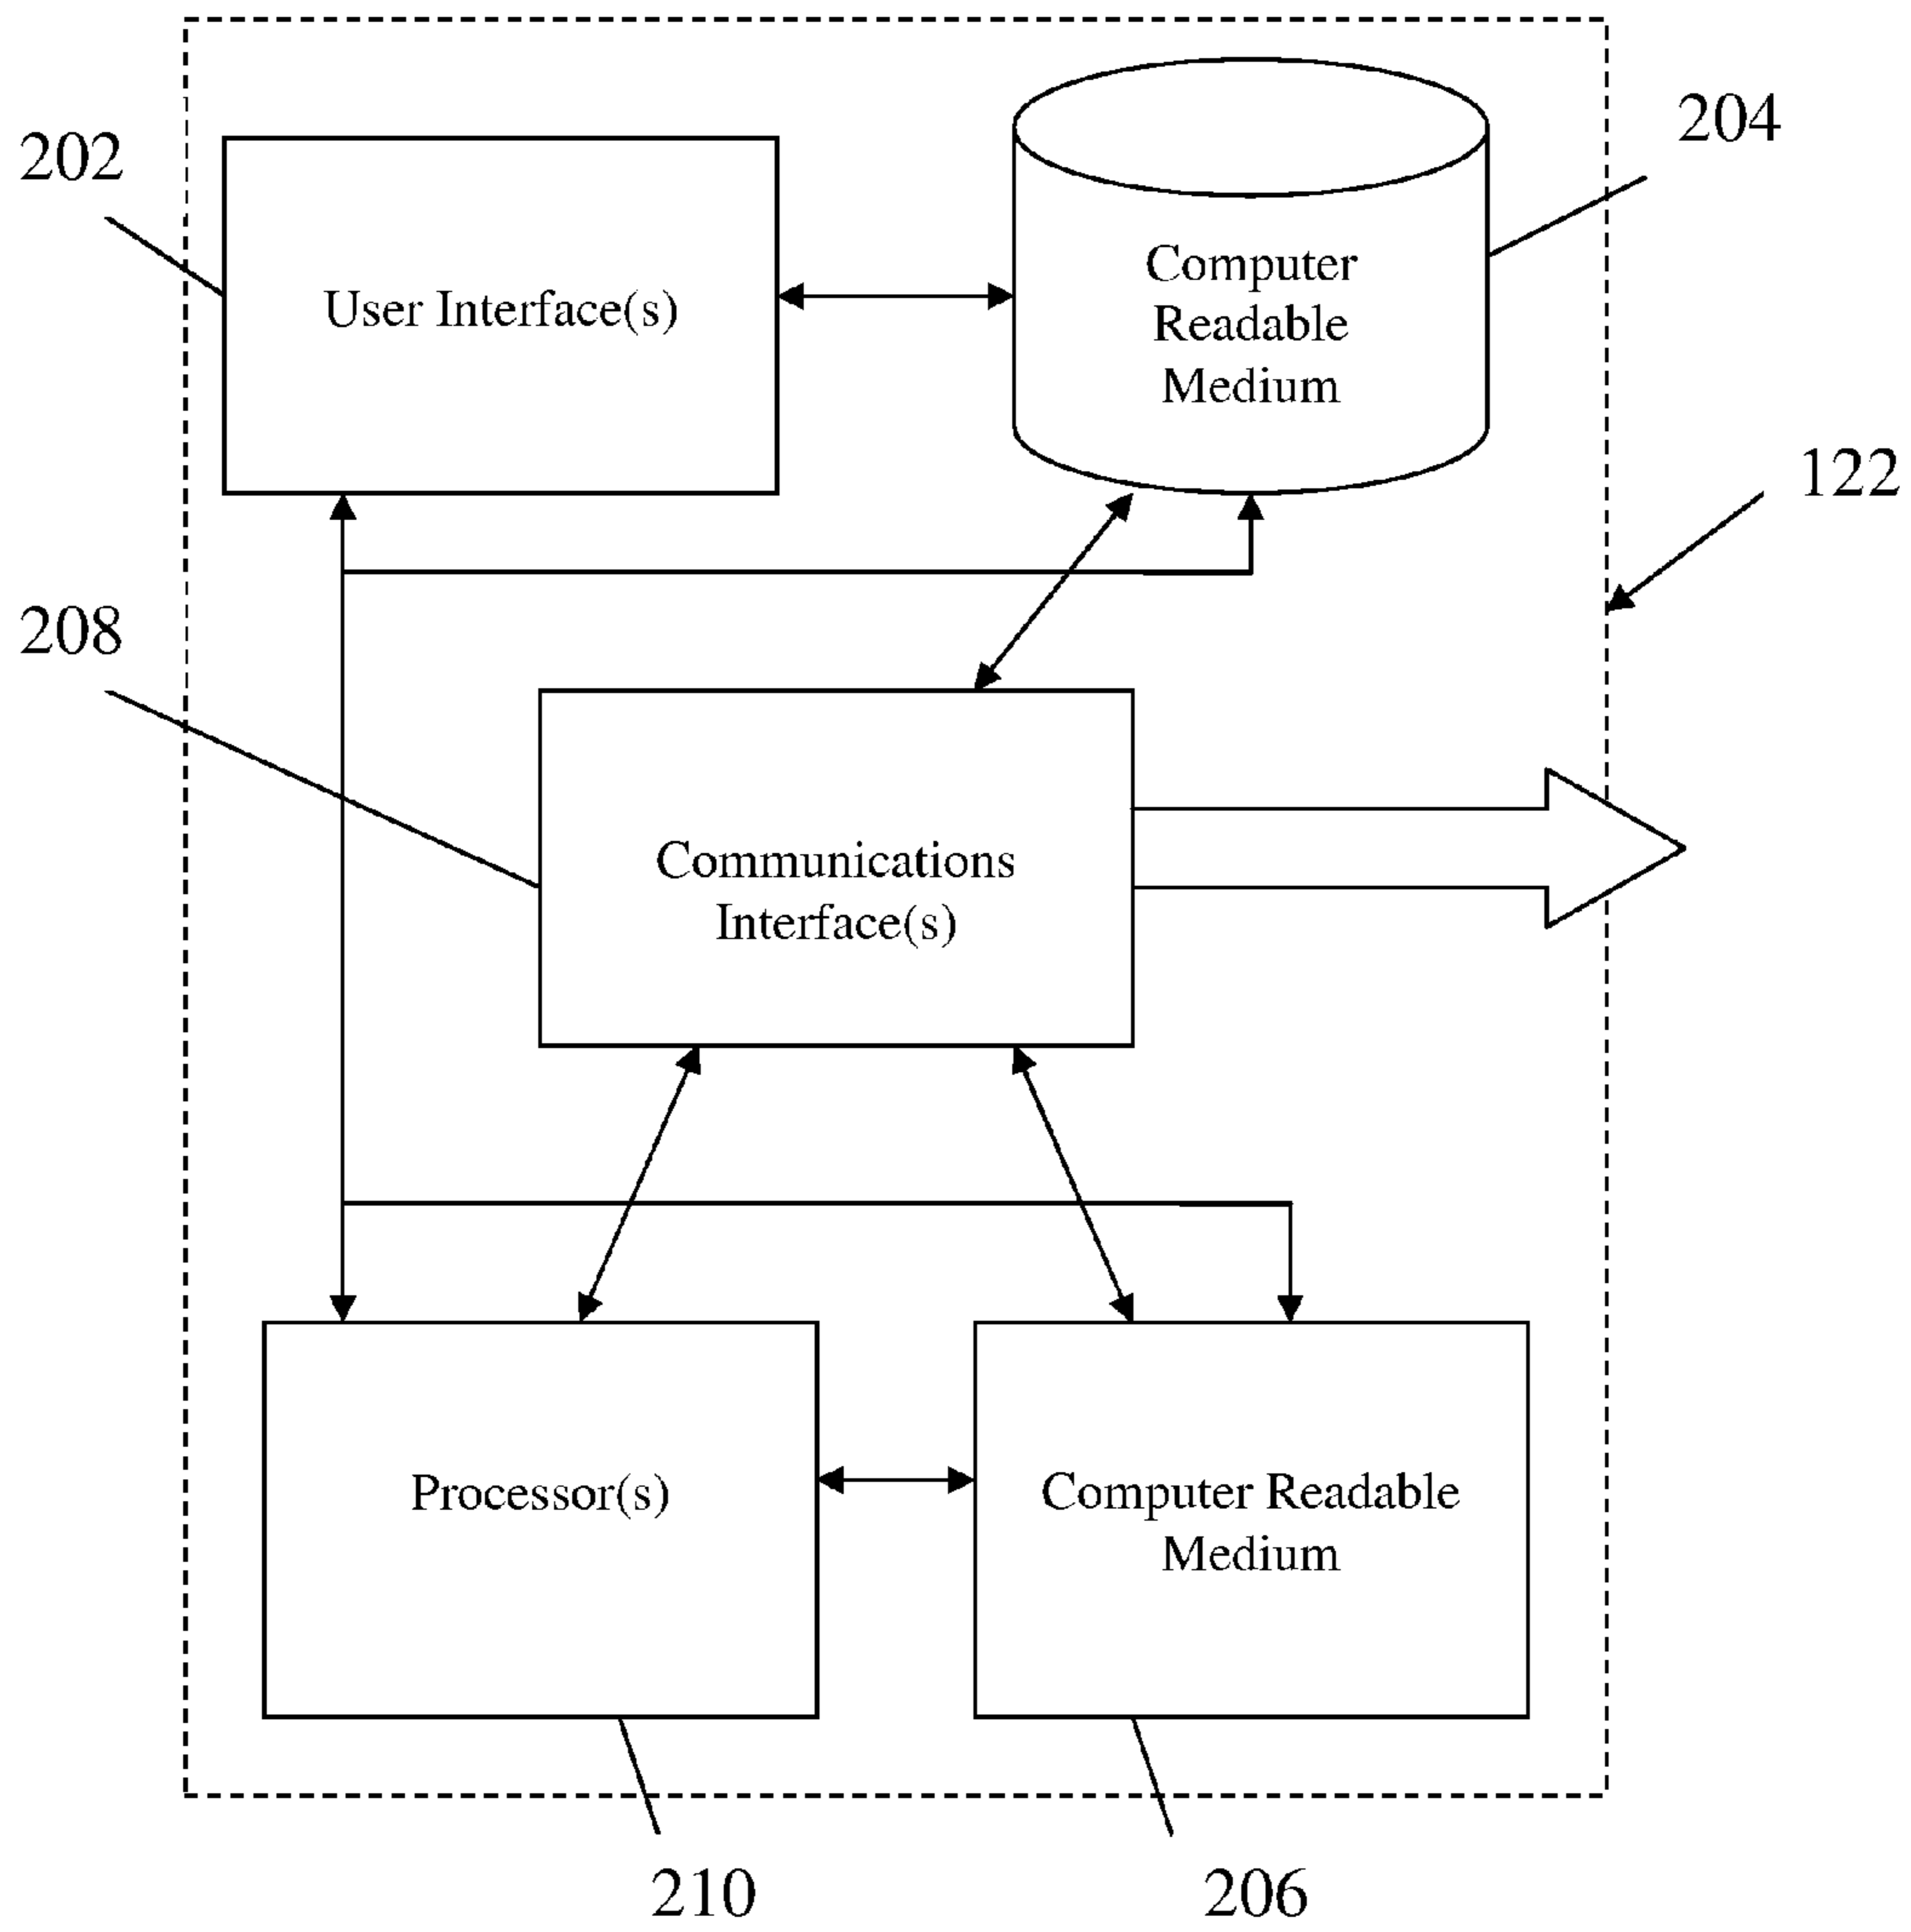 202
204
User Interface(s)
Computer
Readable
Medium
122
208
Communications
Interface(s)
Processor(s)
Computer Readable
Medium
210
206